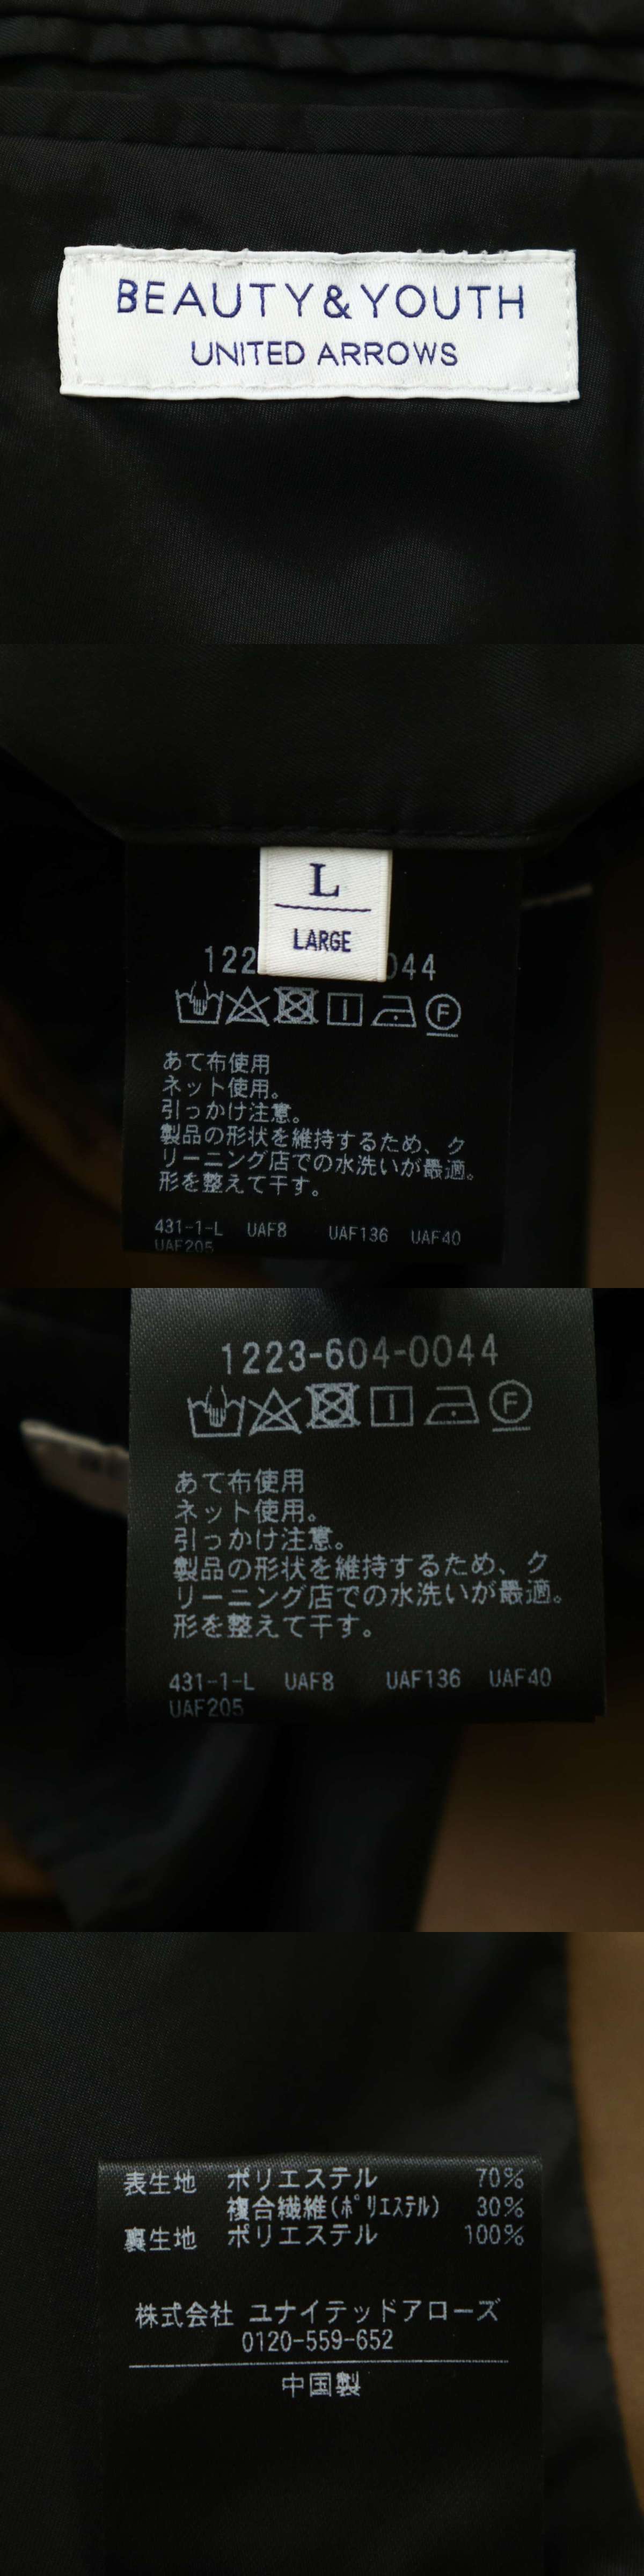 BEAUTY&YOUTH
UNITED ARROWS
L
LARGE
122 044
あて布使用
ネット使用。
引っかけ注意。
製品の形状を維持するため、ク
リーニング店での水洗いが最適。
形を整えて干す。
431-1-L UAF8 UAF136 UAF40
UAF205
1223-604-0044
F
あて布使用
ネット使用。
引っかけ注意。
製品の形状を維持するため、ク
リーニング店での水洗いが最適。
形を整えて干す。
431-1-L UAF8 UAF136 UAF40
UAF205
表生地 ポリエステル 70%
複合繊維(ポリエステル) 30%
裏生地 ポリエステル 100%
株式会社 ユナイテッドアローズ
0120-559-652
中国製